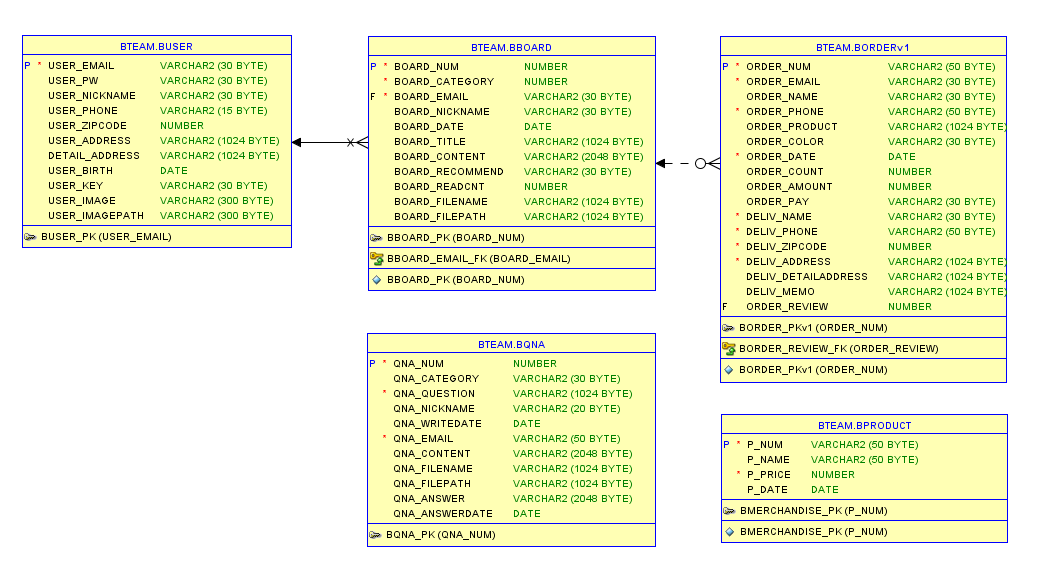 BTEAM.BUSER
P * USER_EMAIL VARCHAR2 (30 BYTE)
USER_PW VARCHAR2 (30 BYTE)
USER_NICKNAME VARCHAR2 (30 BYTE)
USER_PHONE VARCHAR2 (15 BYTE)
USER_ZIPCODE NUMBER
USER_ADDRESS VARCHAR2 (1024 BYTE)
DETAIL_ADDRESS VARCHAR2 (1024 BYTE)
USER_BIRTH DATE
USER_KEY VARCHAR2 (30 BYTE)
USER_IMAGE VARCHAR2 (300 BYTE)
USER_IMAGEPATH VARCHAR2 (300 BYTE)
BUSER_PK (USER_EMAIL)
BTEAM.BBOARD
P * BOARD_NUM NUMBER
* BOARD_CATEGORY NUMBER
F * BOARD_EMAIL VARCHAR2 (30 BYTE)
BOARD_NICKNAME VARCHAR2 (30 BYTE)
BOARD_DATE DATE
BOARD_TITLE VARCHAR2 (1024 BYTE)
BOARD_CONTENT VARCHAR2 (2048 BYTE)
BOARD_RECOMMEND VARCHAR2 (30 BYTE)
BOARD_READCNT NUMBER
BOARD_FILENAME VARCHAR2 (1024 BYTE)
BOARD_FILEPATH VARCHAR2 (1024 BYTE)
BBOARD_PK (BOARD_NUM)
BBOARD_EMAIL_FK (BOARD_EMAIL)
BBOARD_PK (BOARD_NUM)
BTEAM.BORDERv1
P * ORDER_NUM VARCHAR2 (50 BYTE)
* ORDER_EMAIL VARCHAR2 (30 BYTE)
ORDER_NAME VARCHAR2 (30 BYTE)
* ORDER_PHONE VARCHAR2 (50 BYTE)
ORDER_PRODUCT VARCHAR2 (1024 BYTE)
ORDER_COLOR VARCHAR2 (30 BYTE)
* ORDER_DATE DATE
ORDER_COUNT NUMBER
ORDER_AMOUNT NUMBER
ORDER_PAY VARCHAR2 (30 BYTE)
* DELIV_NAME VARCHAR2 (30 BYTE)
* DELIV_PHONE VARCHAR2 (50 BYTE)
* DELIV_ZIPCODE NUMBER
* DELIV_ADDRESS VARCHAR2 (1024 BYTE)
DELIV_DETAILADDRESS VARCHAR2 (1024 BYTE)
DELIV_MEMO VARCHAR2 (1024 BYTE)
F ORDER_REVIEW NUMBER
BORDER_PKv1 (ORDER_NUM)
BORDER_REVIEW_FK (ORDER_REVIEW)
BORDER_PKv1 (ORDER_NUM)
BTEAM.BQNA
P * QNA_NUM NUMBER
QNA_CATEGORY VARCHAR2 (30 BYTE)
* QNA_QUESTION VARCHAR2 (1024 BYTE)
QNA_NICKNAME VARCHAR2 (20 BYTE)
QNA_WRITEDATE DATE
* QNA_EMAIL VARCHAR2 (50 BYTE)
QNA_CONTENT VARCHAR2 (2048 BYTE)
QNA_FILENAME VARCHAR2 (1024 BYTE)
QNA_FILEPATH VARCHAR2 (1024 BYTE)
QNA_ANSWER VARCHAR2 (2048 BYTE)
QNA_ANSWERDATE DATE
BQNA_PK (QNA_NUM)
BTEAM.BPRODUCT
P * P_NUM VARCHAR2 (50 BYTE)
P_NAME VARCHAR2 (50 BYTE)
* P_PRICE NUMBER
P_DATE DATE
BMERCHANDISE_PK (P_NUM)
BMERCHANDISE_PK (P_NUM)